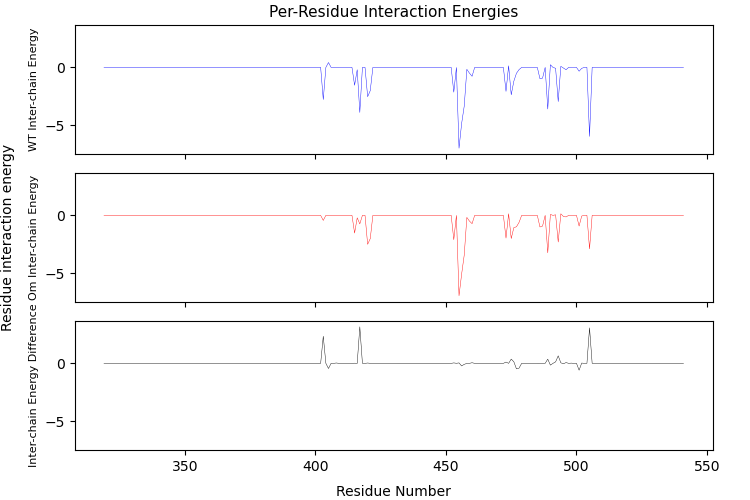 Per-Residue Interaction Energies
Residue interaction energy
WT Inter-chain Energy
0
−5
Om Inter-chain Energy
0
−5
Inter-chain Energy Difference
0
−5
350
400
450
500
550
Residue Number